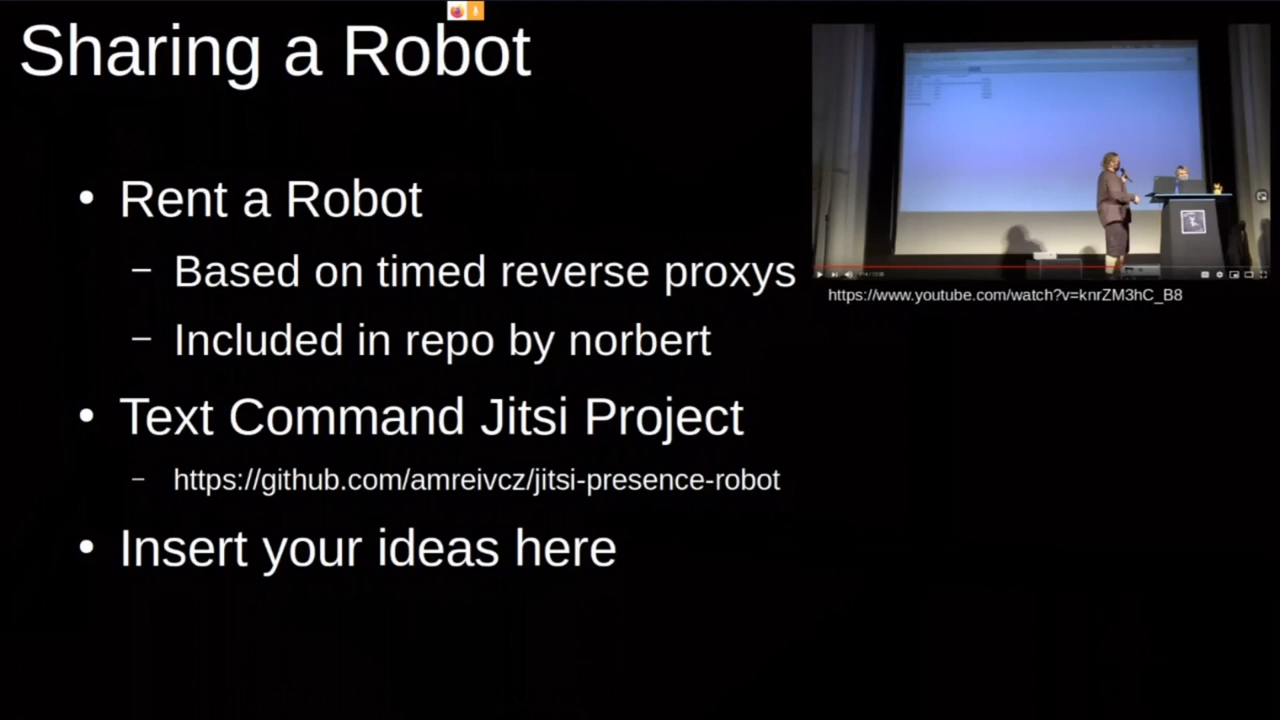 Sharing a Robot
• Rent a Robot
– Based on timed reverse proxys
– Included in repo by norbert
• Text Command Jitsi Project
– https://github.com/amreivcz/jitsi-presence-robot
• Insert your ideas here
https://www.youtube.com/watch?v=knrZM3hC_B8